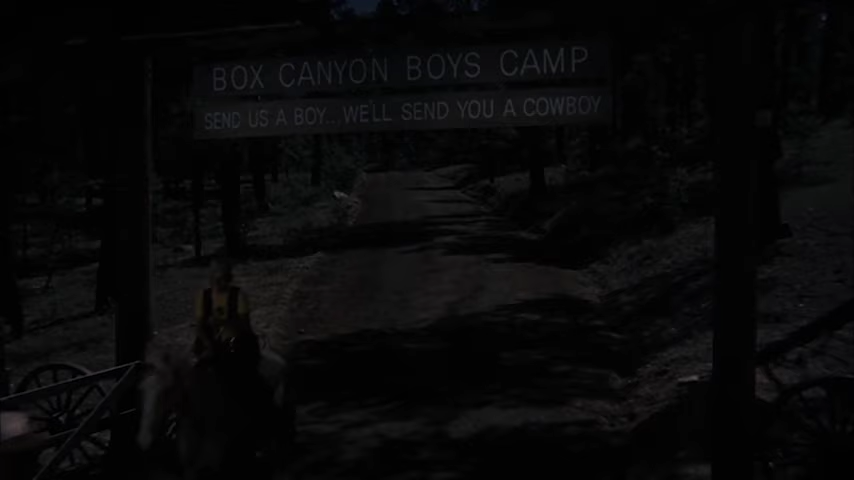 BOX CANYON BOYS CAMP
SEND US A BOY...WE'LL SEND YOU A COWBOY